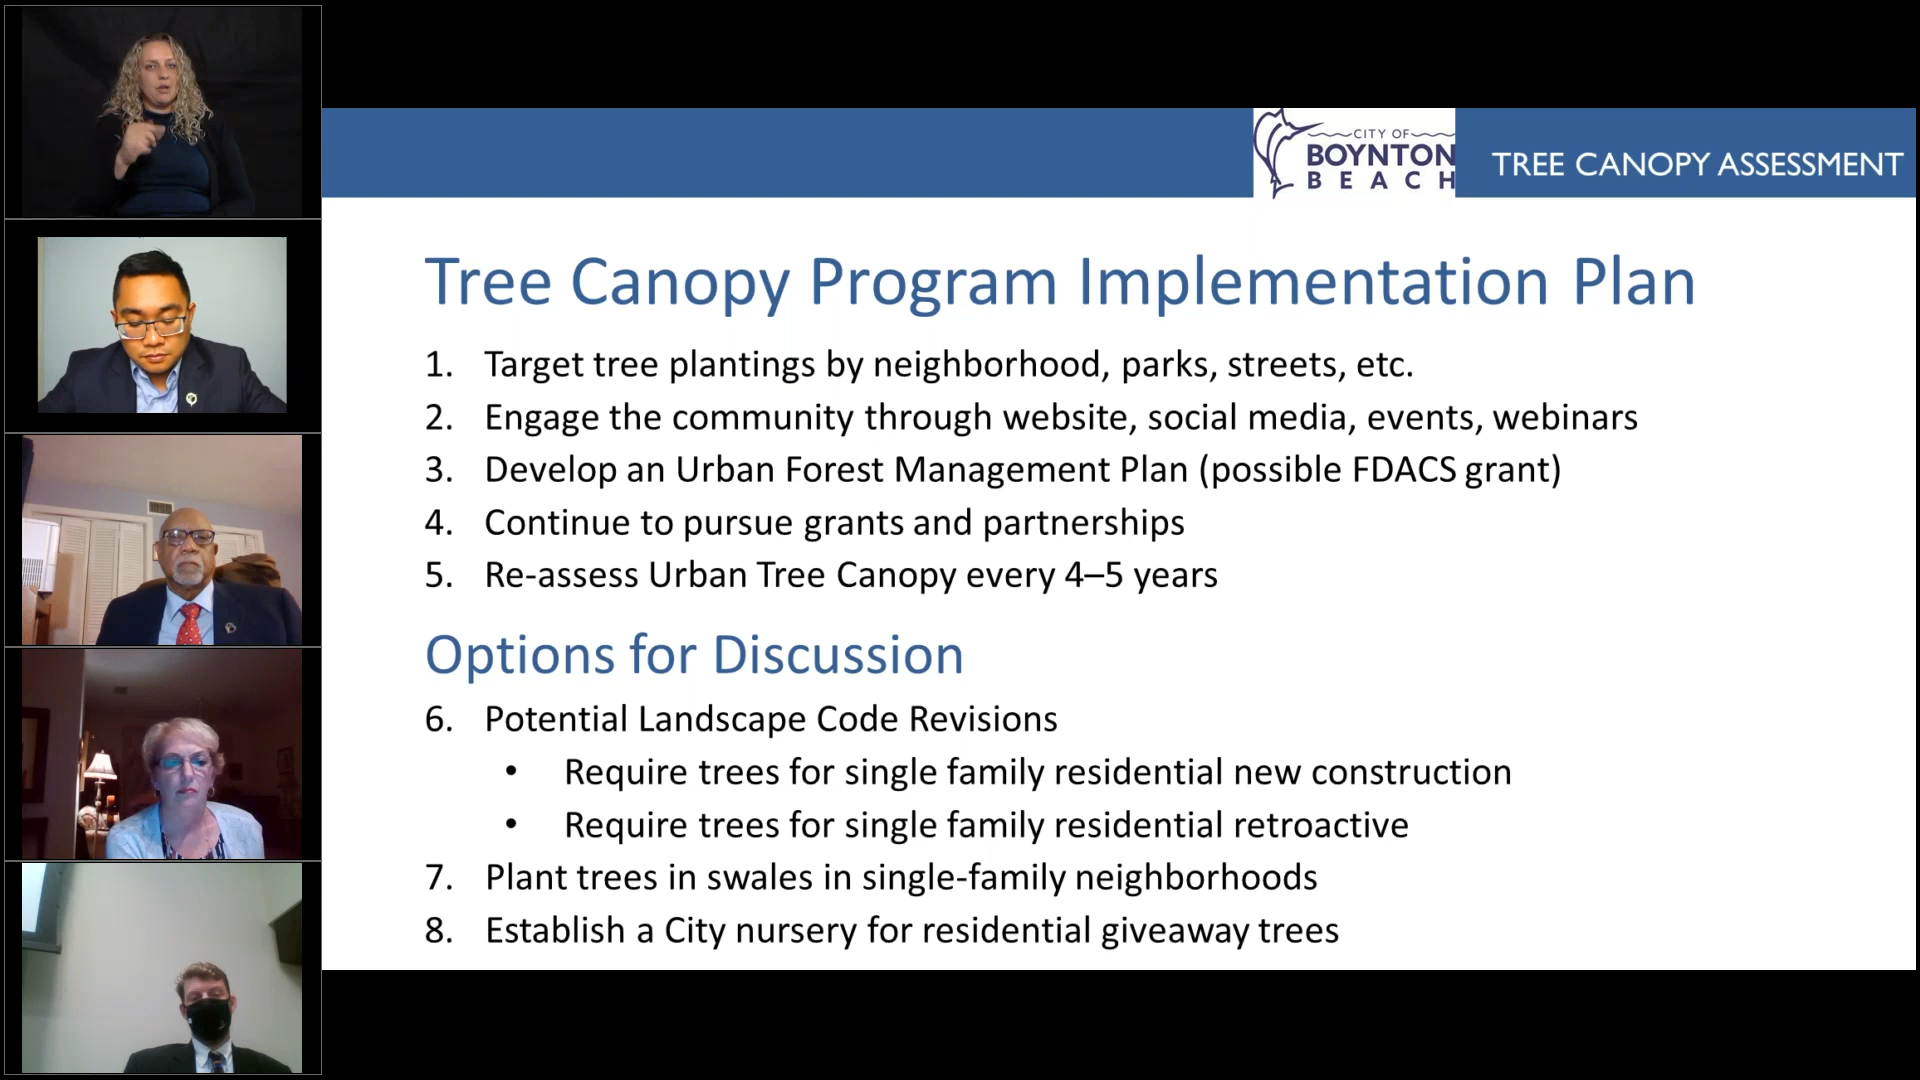 CITY OF
BOYNTON
BEACH
TREE CANOPY ASSESSMENT
Tree Canopy Program Implementation Plan
1. Target tree plantings by neighborhood, parks, streets, etc.
2. Engage the community through website, social media, events, webinars
3. Develop an Urban Forest Management Plan (possible FDACS grant)
4. Continue to pursue grants and partnerships
5. Re-assess Urban Tree Canopy every 4–5 years
Options for Discussion
6. Potential Landscape Code Revisions
• Require trees for single family residential new construction
• Require trees for single family residential retroactive
7. Plant trees in swales in single-family neighborhoods
8. Establish a City nursery for residential giveaway trees